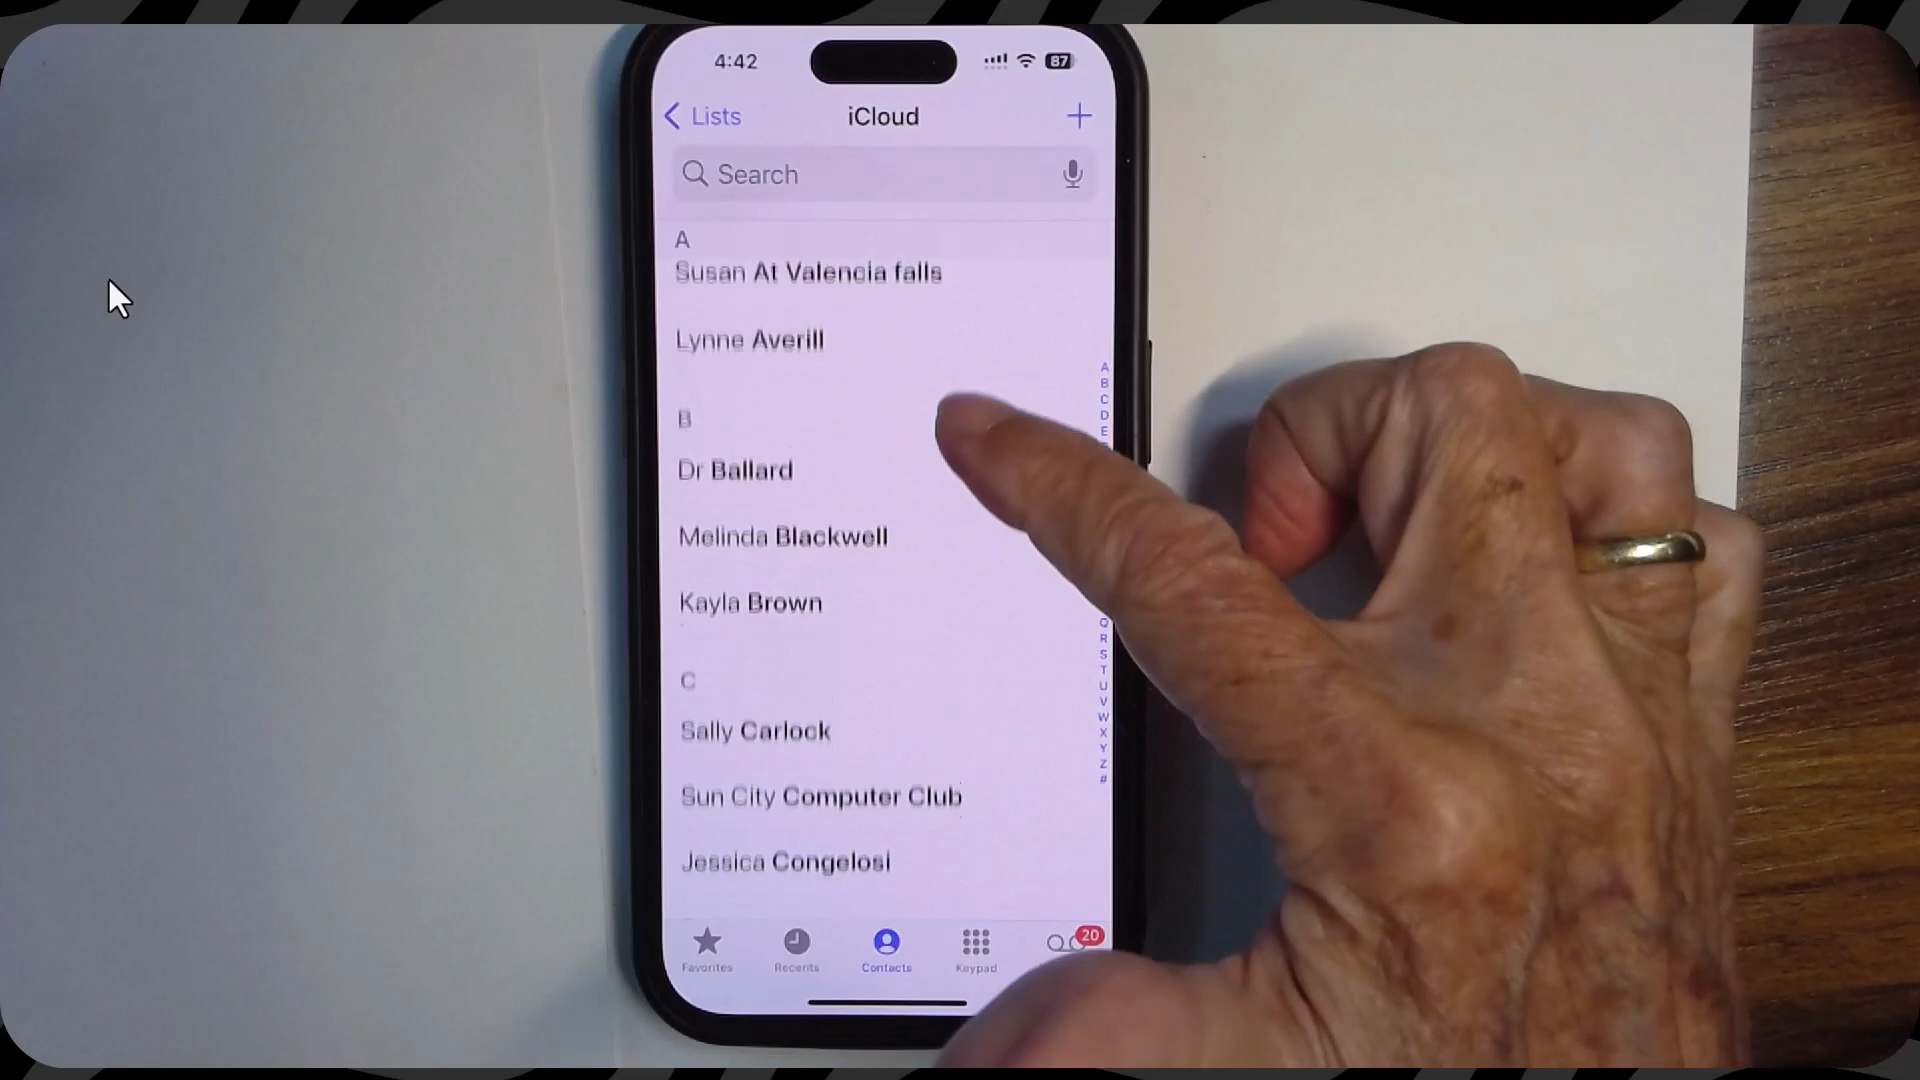 4:42
87
Lists
iCloud
+
Search
A
Susan At Valencia falls
Lynne Averill
B
Dr Ballard
Melinda Blackwell
Kayla Brown
C
Sally Carlock
Sun City Computer Club
Jessica Congelosi
A
B
C
D
E
Q
R
S
T
U
V
W
X
Y
Z
#
20
Favorites
Recents
Contacts
Keypad